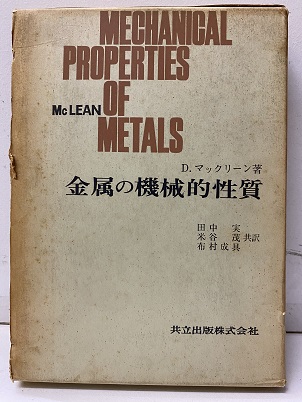 MECHANICAL
PROPERTIES
McLEAN OF
METALS
D. マックリーン著
金属の機械的性質
田中 実
米谷 茂 共訳
布村成具
共立出版株式会社